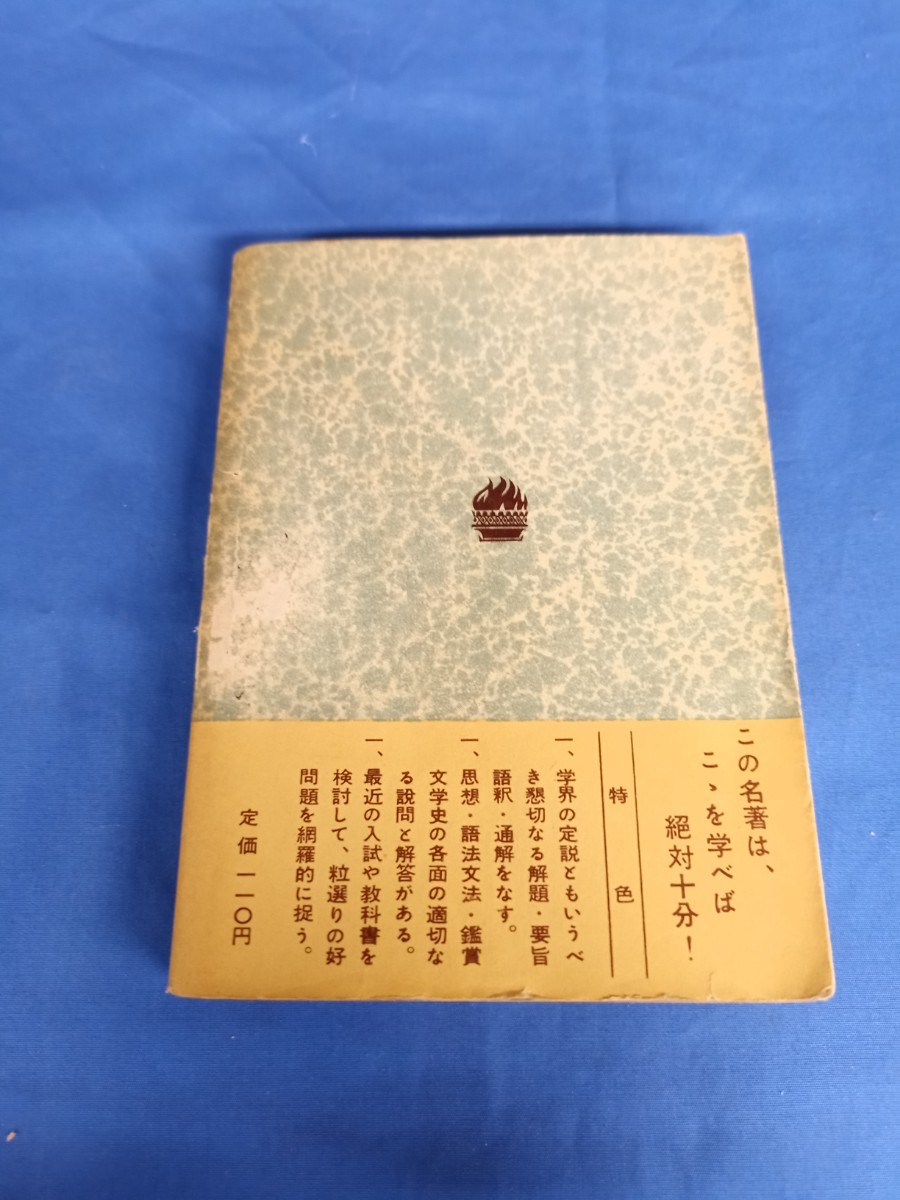 この名著は、
こゝを学べば
絕対十分！
特色
一、学界の定説ともいうべ
き懇切なる解題・要旨
語釈・通解をなす。
一、思想・語法文法・鑑賞
文学史の各面の適切な
る説問と解答がある。
一、最近の入試や教科書を
検討して、粒選りの好
問題を網羅的に捉う。
定価 一一〇円